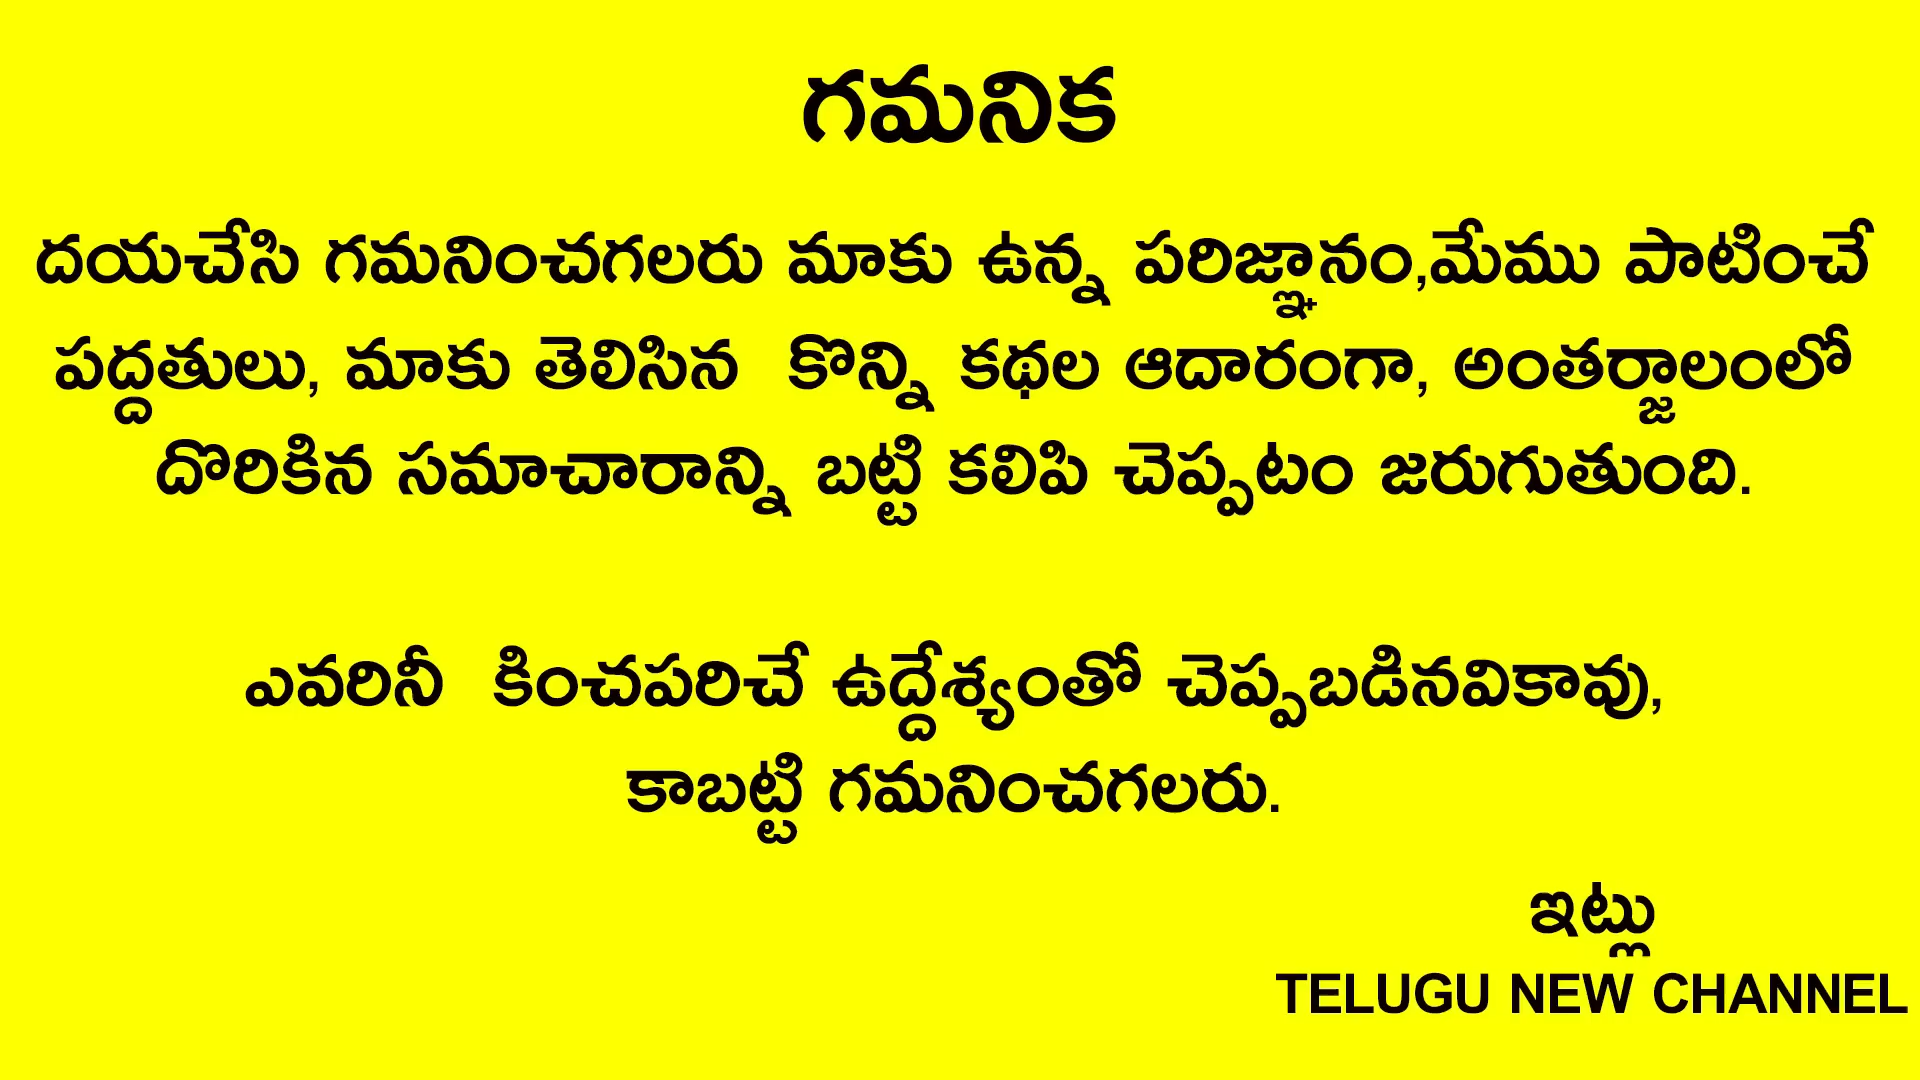 గమనిక
దయచేసి గమనించగలరు మాకు ఉన్న పరిజ్ఞానం,మేము పాటించే
పద్దతులు, మాకు తెలిసిన కొన్ని కథల ఆదారంగా, అంతర్జాలంలో
దొరికిన సమాచారాన్ని బట్టి కలిపి చెప్పటం జరుగుతుంది.
ఎవరినీ కించపరిచే ఉద్దేశ్యంతో చెప్పబడినవికావు,
కాబట్టి గమనించగలరు.
ఇట్లు
TELUGU NEW CHANNEL